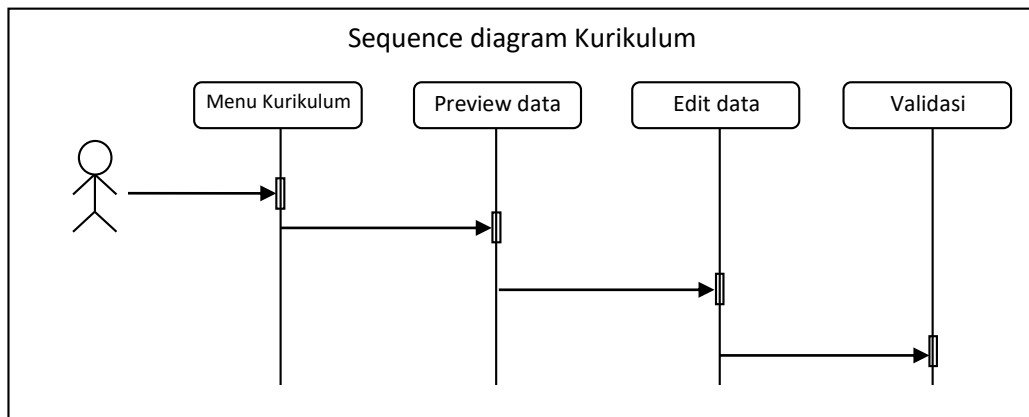 Sequence diagram Kurikulum
Menu Kurikulum
Preview data
Edit data
Validasi